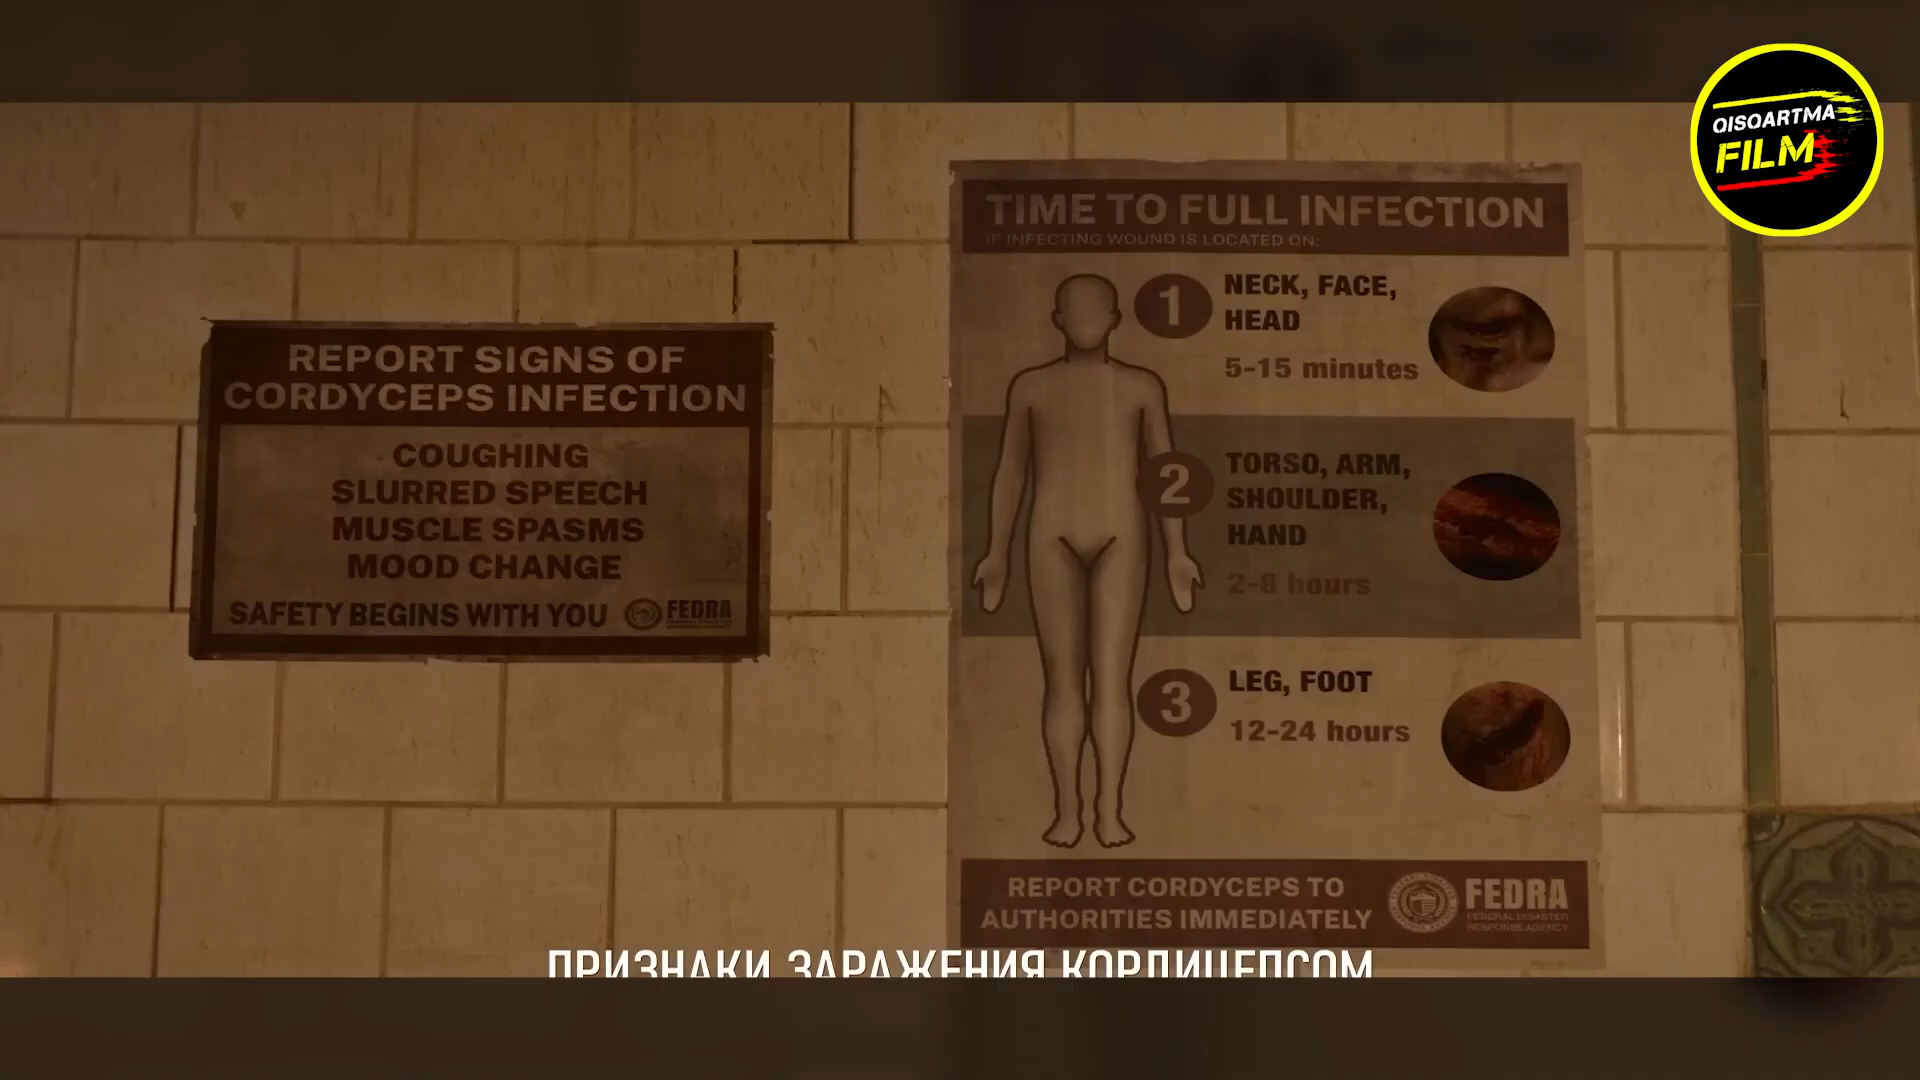 QISQARTMA
FILM
REPORT SIGNS OF
CORDYCEPS INFECTION
COUGHING
SLURRED SPEECH
MUSCLE SPASMS
MOOD CHANGE
SAFETY BEGINS WITH YOU
FEDRA
TIME TO FULL INFECTION
IF INFECTING WOUND IS LOCATED ON:
1
NECK, FACE,
HEAD
5-15 minutes
2
TORSO, ARM,
SHOULDER,
HAND
2-8 hours
3
LEG, FOOT
12-24 hours
REPORT CORDYCEPS TO
AUTHORITIES IMMEDIATELY
FEDRA
FEDERAL DISASTER
RESPONSE AGENCY
ПРИЗНАКИ ЗАРАЖЕНИЯ КОРДИЦЕПСОМ